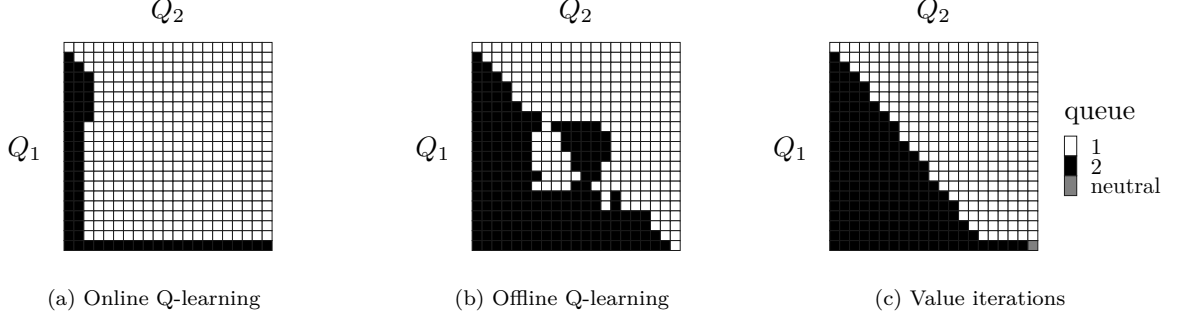 Q2 Q2 Q2
Q1 Q1 Q1
queue
1
2
neutral
(a) Online Q-learning (b) Offline Q-learning (c) Value iterations